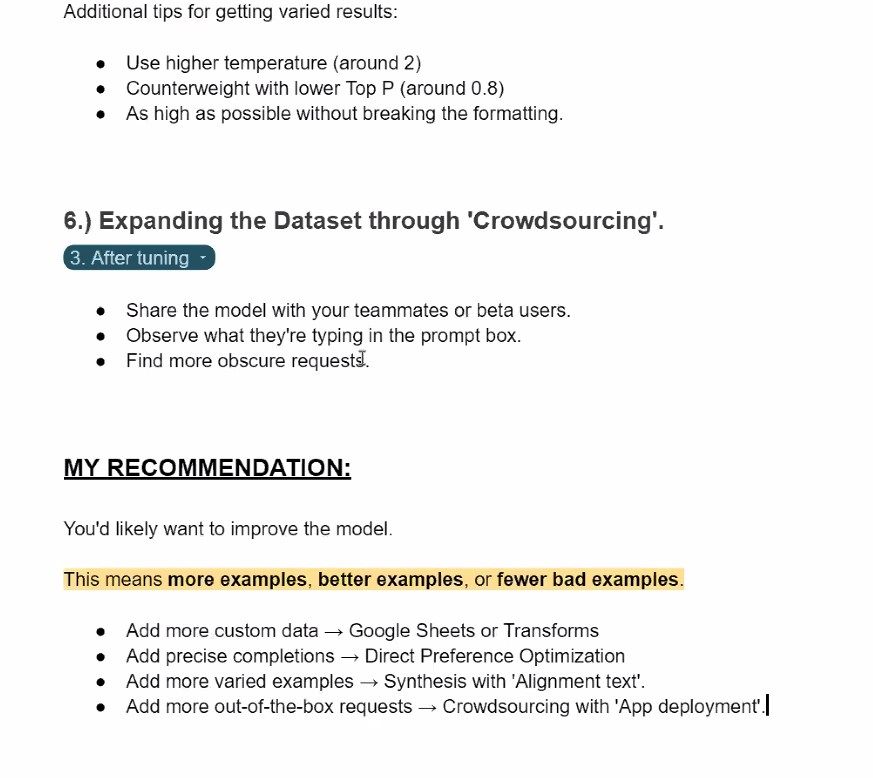 Additional tips for getting varied results:
● Use higher temperature (around 2)
● Counterweight with lower Top P (around 0.8)
● As high as possible without breaking the formatting.
6.) Expanding the Dataset through 'Crowdsourcing'.
3. After tuning
● Share the model with your teammates or beta users.
● Observe what they're typing in the prompt box.
● Find more obscure requests.
MY RECOMMENDATION:
You'd likely want to improve the model.
This means more examples, better examples, or fewer bad examples.
● Add more custom data → Google Sheets or Transforms
● Add precise completions → Direct Preference Optimization
● Add more varied examples → Synthesis with 'Alignment text'.
● Add more out-of-the-box requests → Crowdsourcing with 'App deployment'.